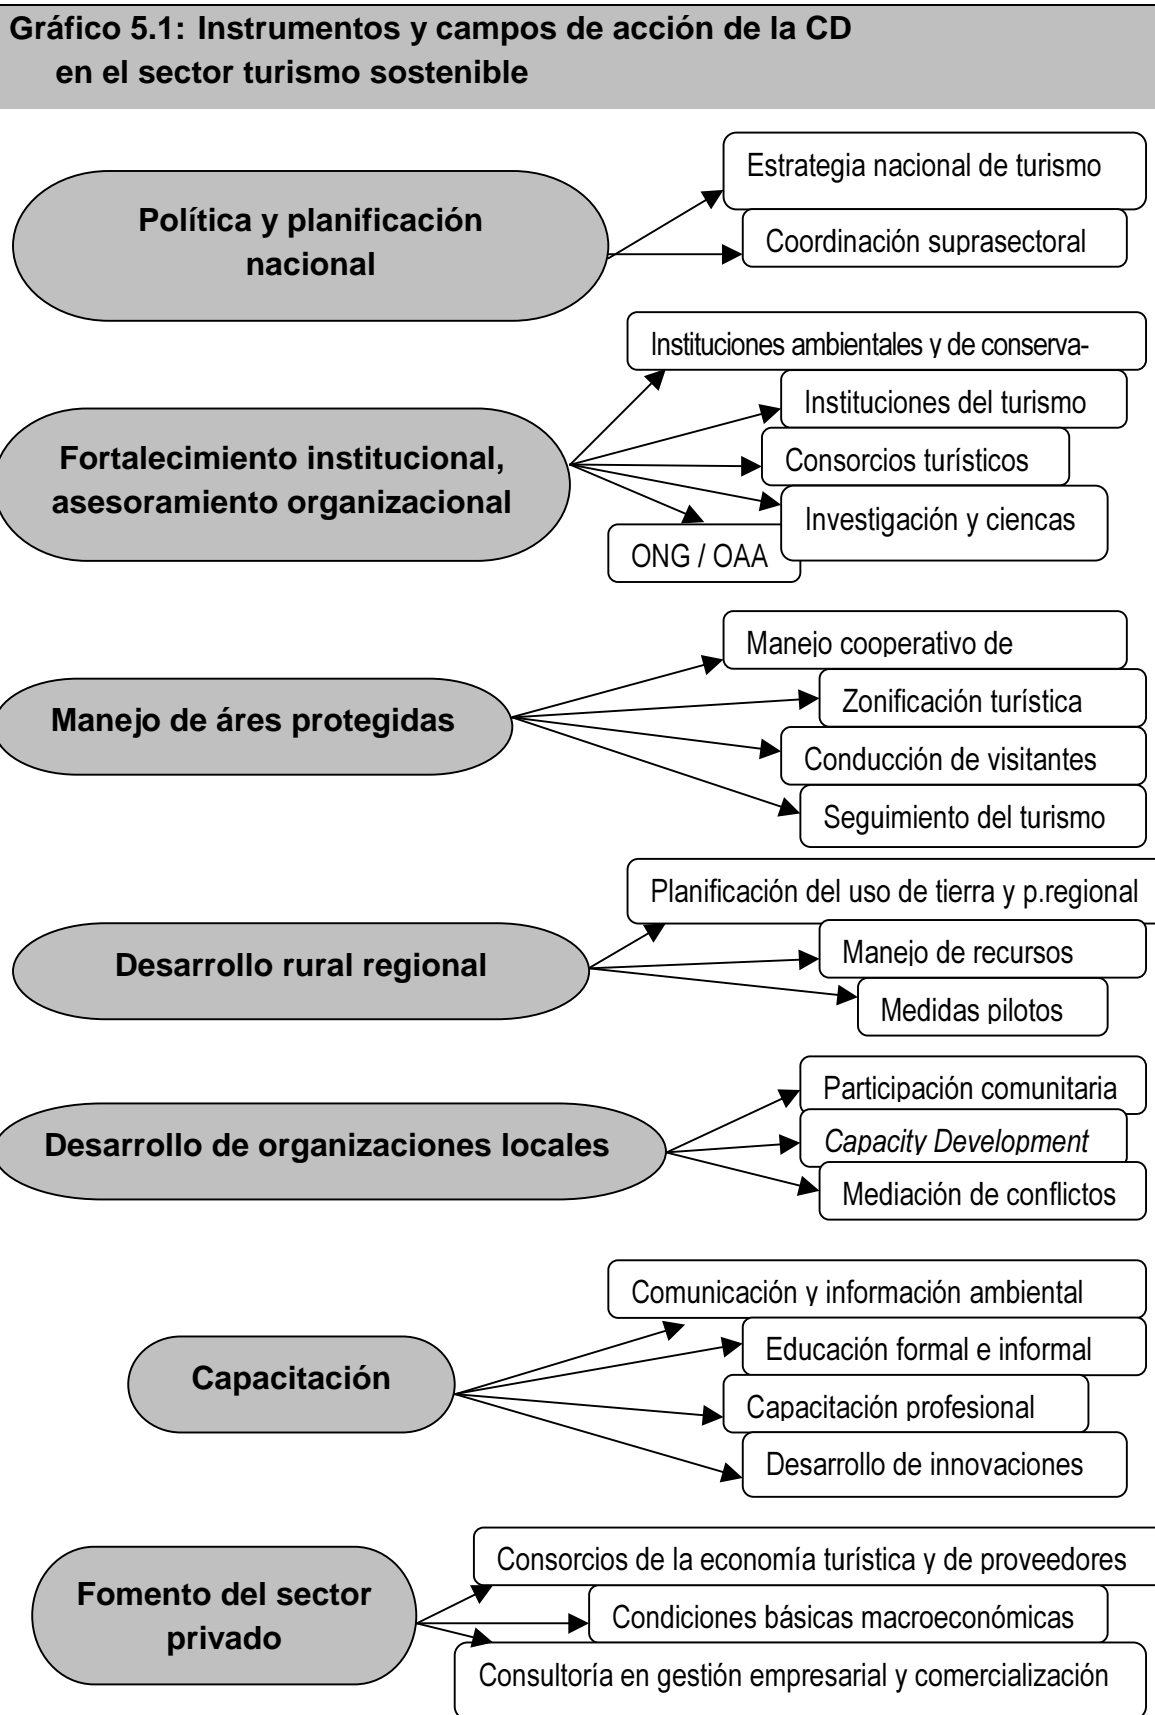 Gráfico 5.1: Instrumentos y campos de acción de la CD
en el sector turismo sostenible
Política y planificación
nacional
Estrategia nacional de turismo
Coordinación suprasectoral
Fortalecimiento institucional,
asesoramiento organizacional
Instituciones ambientales y de conserva-
Instituciones del turismo
Consorcios turísticos
Investigación y ciencas
ONG / OAA
Manejo de áres protegidas
Manejo cooperativo de
Zonificación turística
Conducción de visitantes
Seguimiento del turismo
Desarrollo rural regional
Planificación del uso de tierra y p.regional
Manejo de recursos
Medidas pilotos
Desarrollo de organizaciones locales
Participación comunitaria
Capacity Development
Mediación de conflictos
Capacitación
Comunicación y información ambiental
Educación formal e informal
Capacitación profesional
Desarrollo de innovaciones
Fomento del sector
privado
Consorcios de la economía turística y de proveedores
Condiciones básicas macroeconómicas
Consultoría en gestión empresarial y comercialización